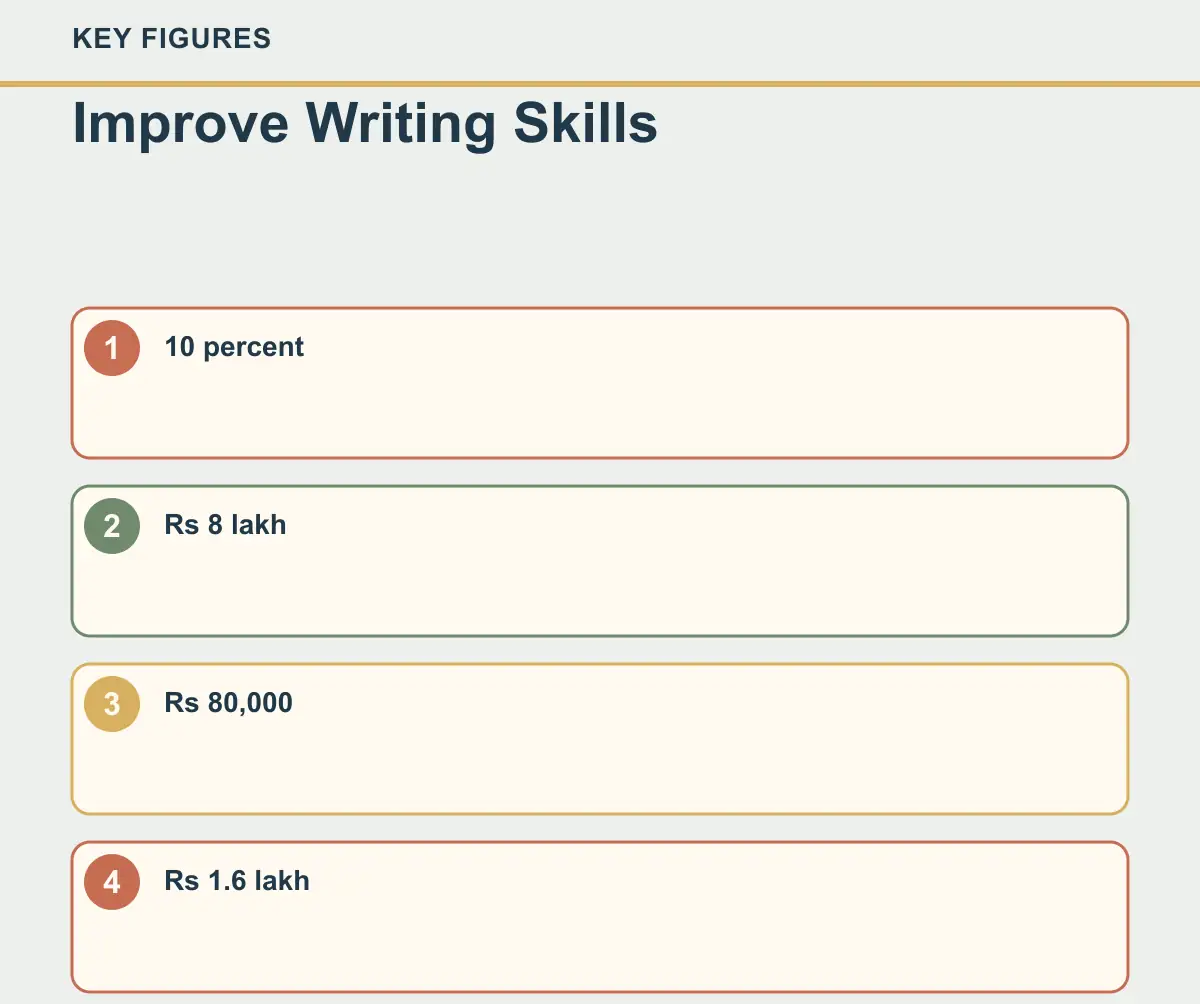 KEY FIGURES
Improve Writing Skills
1 10 percent
2 Rs 8 lakh
3 Rs 80,000
4 Rs 1.6 lakh